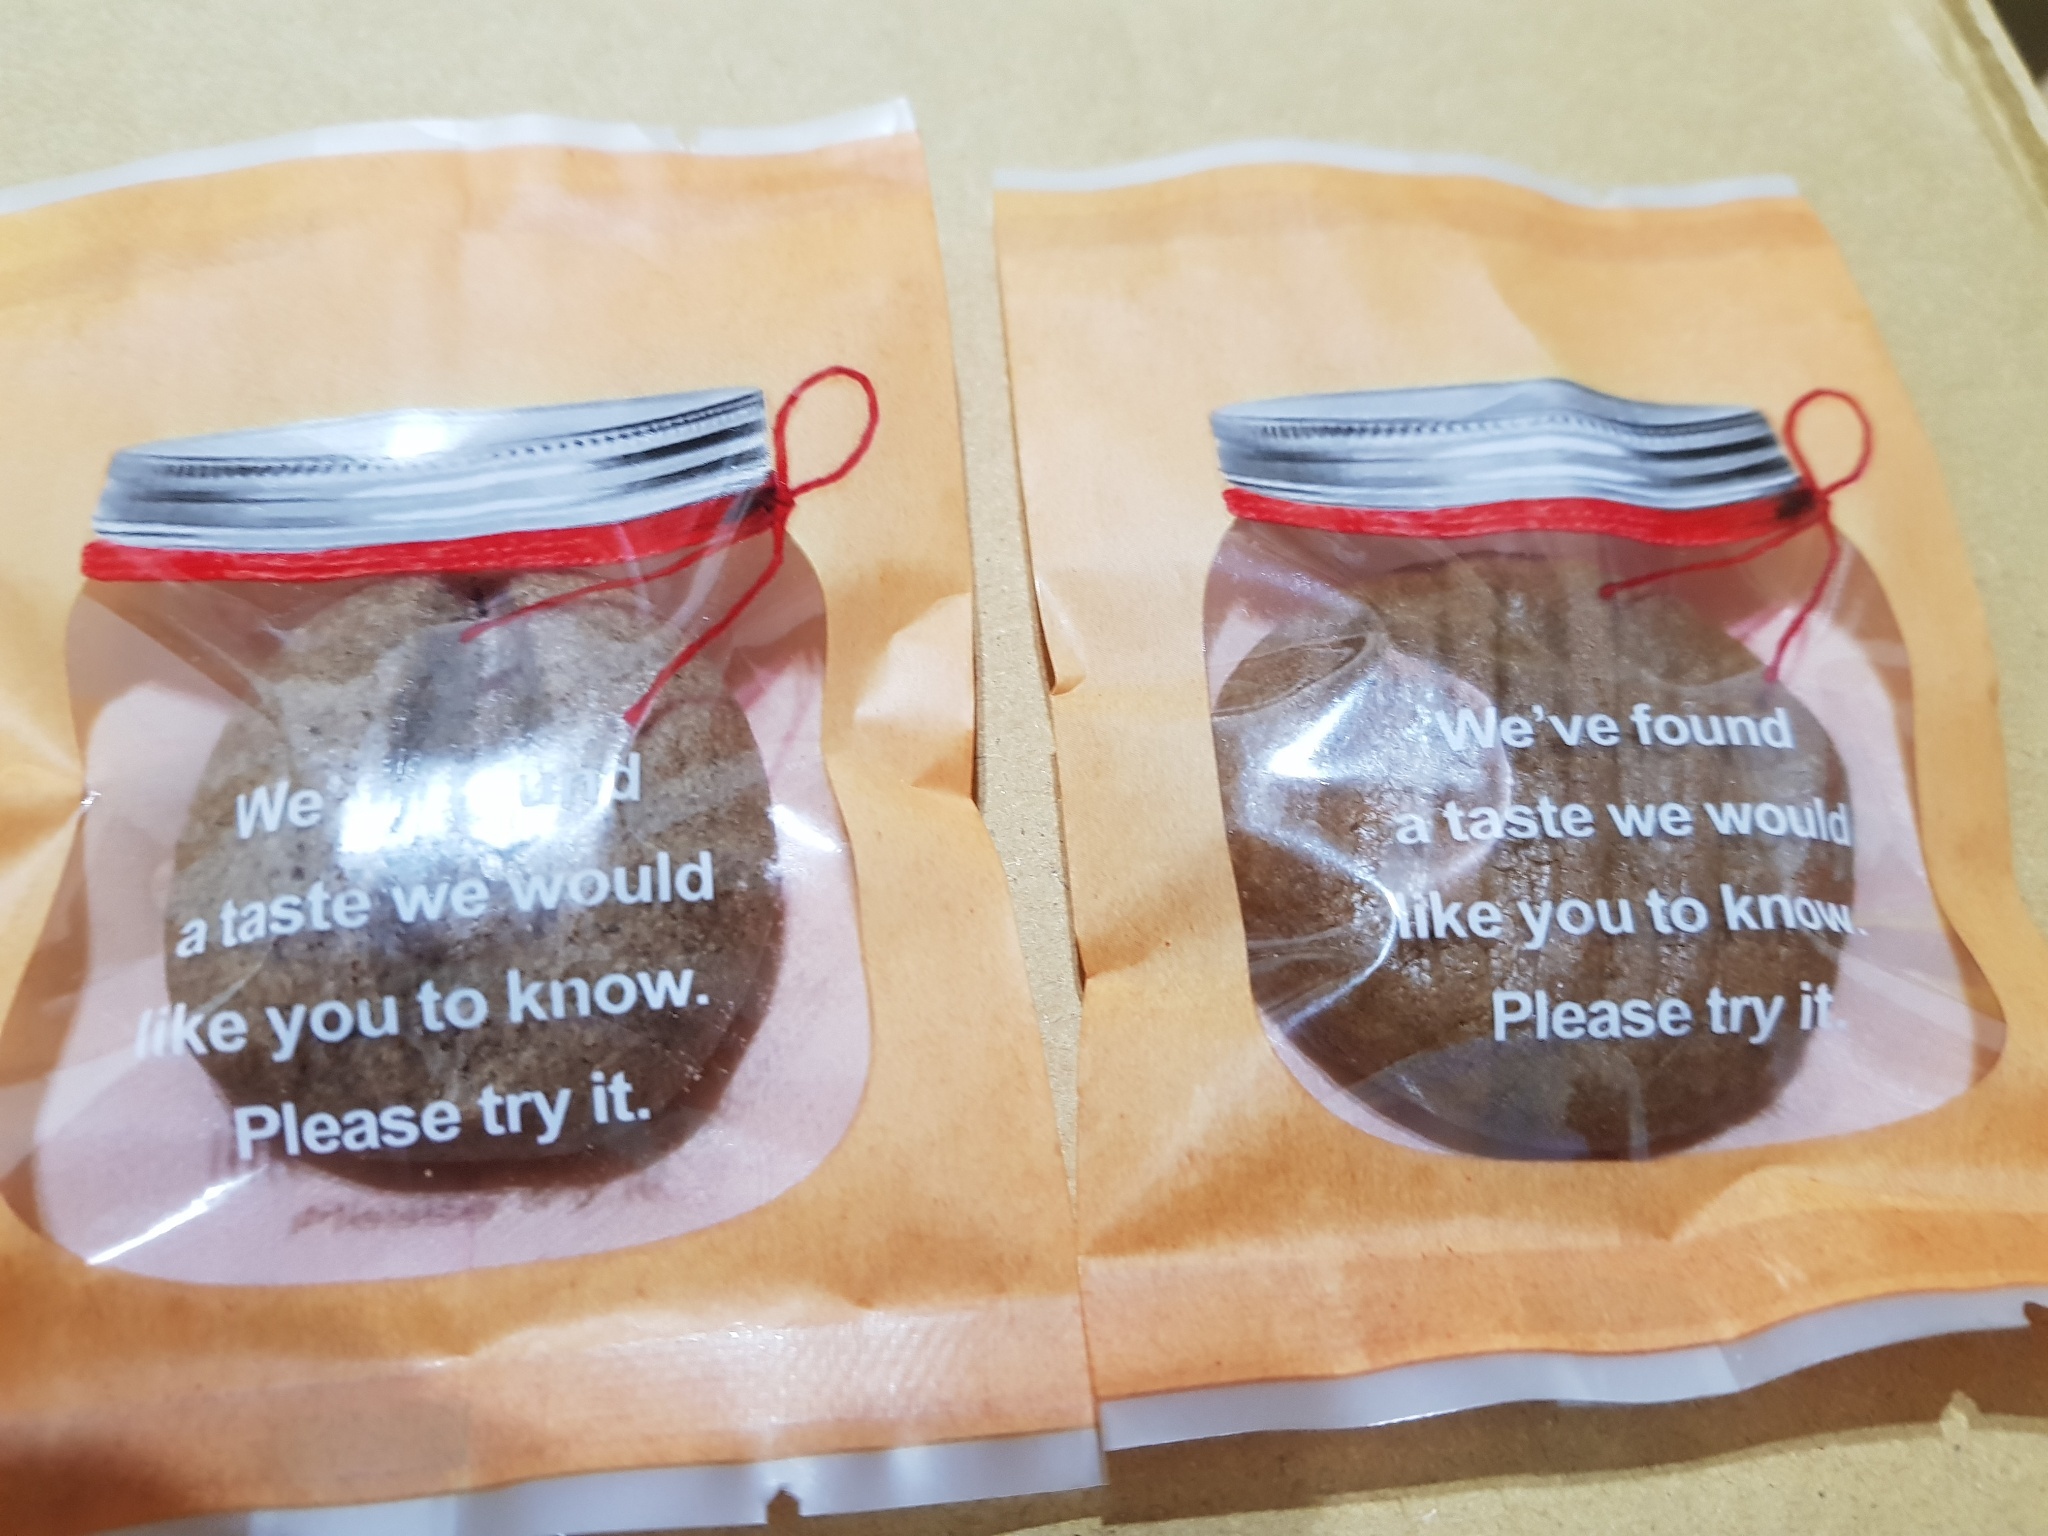 We
a taste we would
like you to know.
Please try it.
We've found
a taste we would
like you to know.
Please try it.